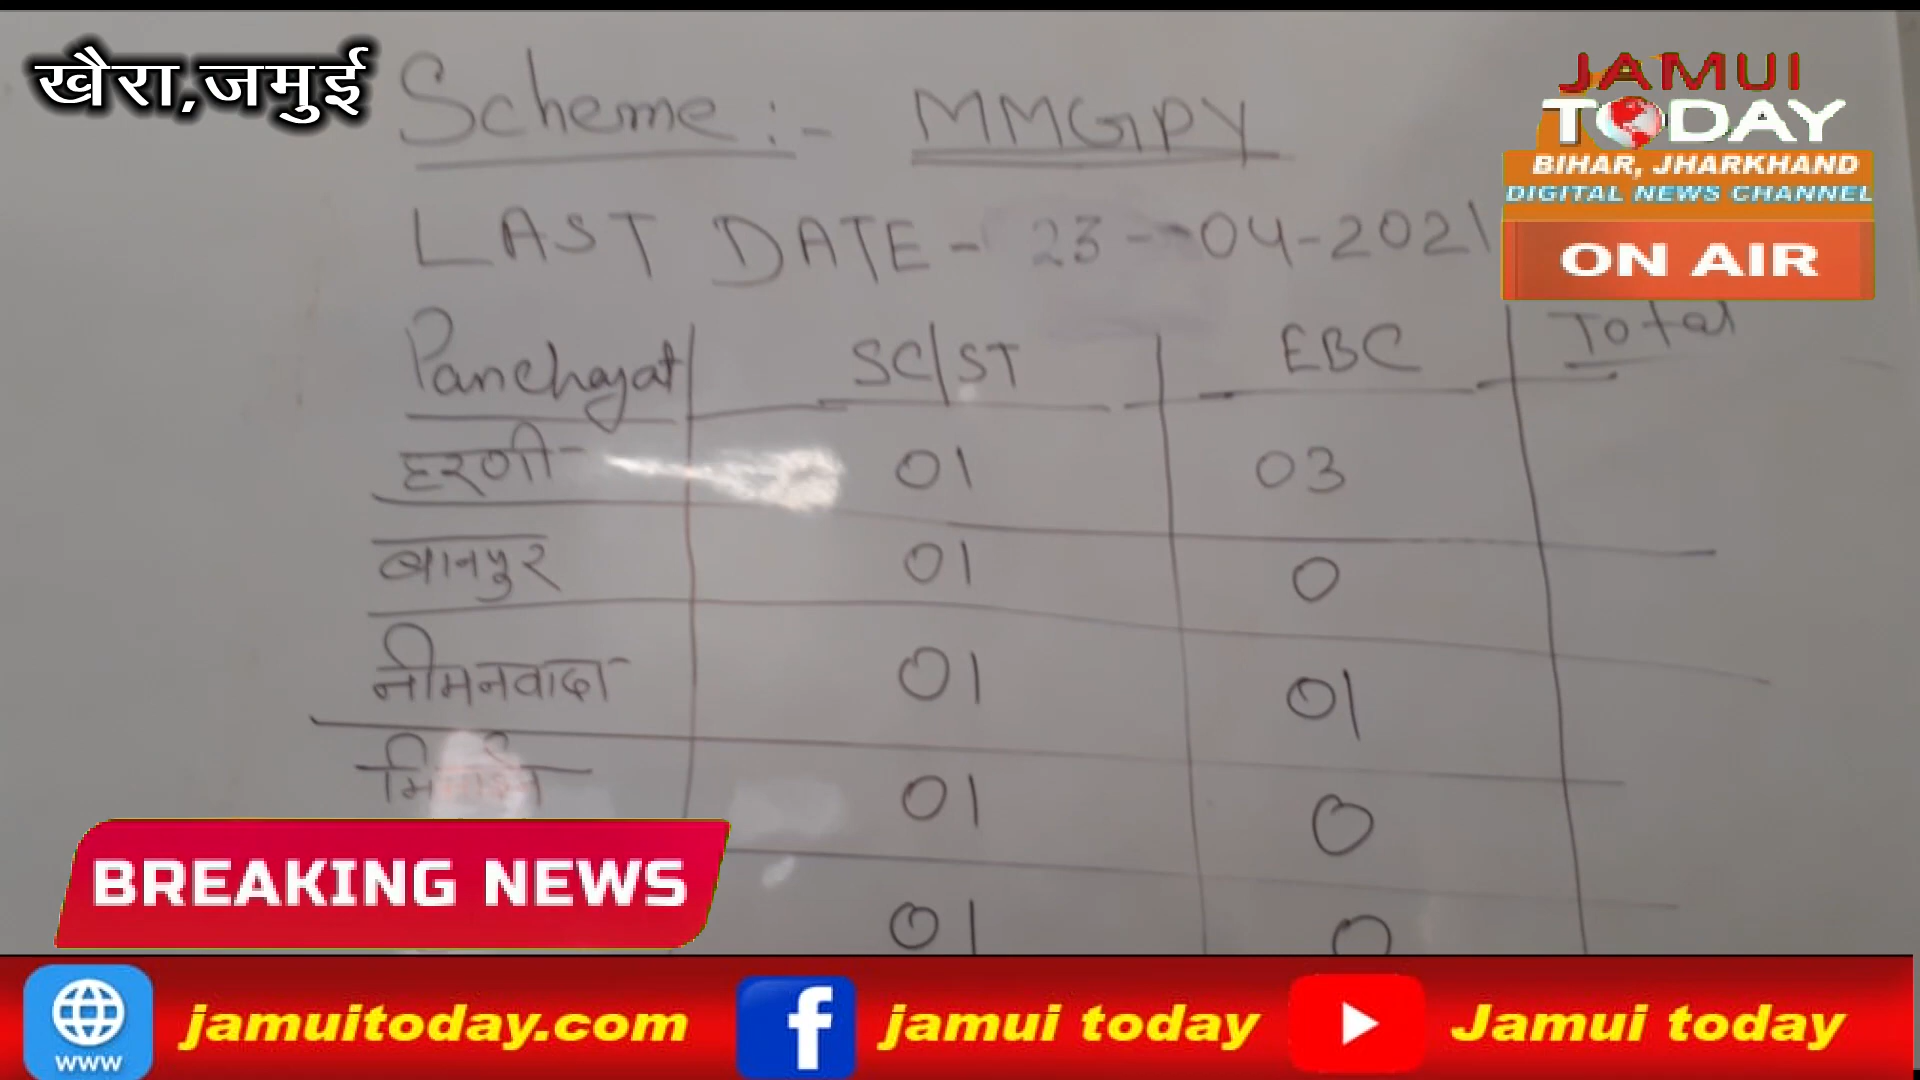 खैरा,जमुई
Scheme :- MMGPY
LAST DATE - 23-04-2021
Panchayat SC/ST EBC Total
हरणी 01 03
बानपुर 01 0
नीमनवादा 01 01
01 0
01 0
JAMUI
TODAY
BIHAR, JHARKHAND
DIGITAL NEWS CHANNEL
ON AIR
BREAKING NEWS
www
jamuitoday.com
f jamui today
Jamui today